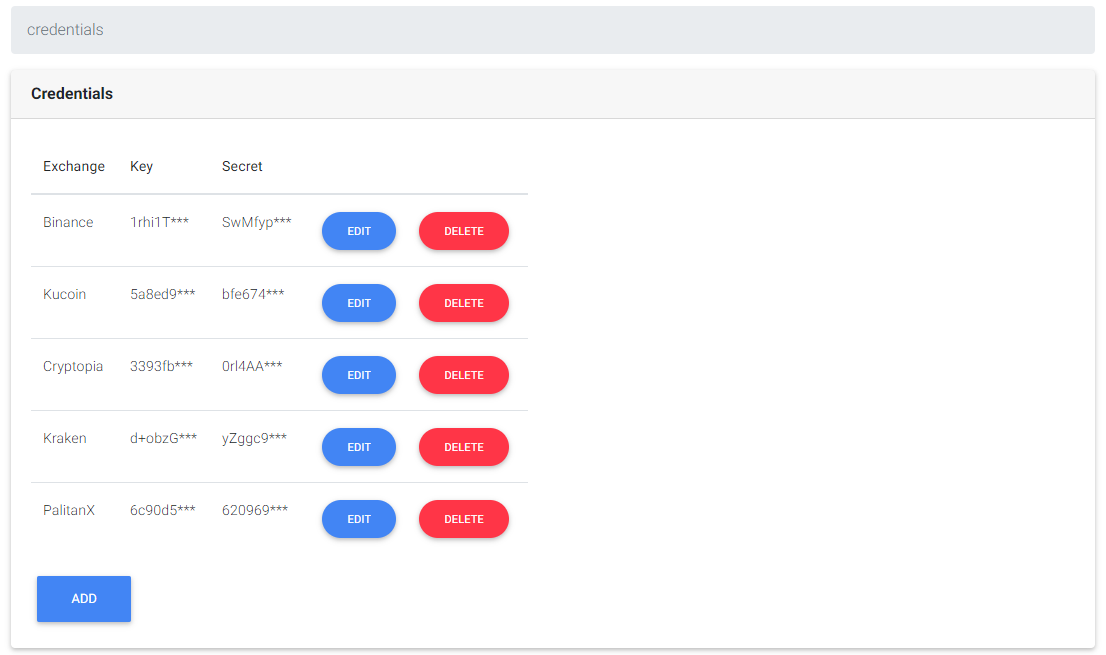 credentials
Credentials
Exchange Key Secret
Binance 1rhi1T*** SwMfyp*** EDIT DELETE
Kucoin 5a8ed9*** bfe674*** EDIT DELETE
Cryptopia 3393fb*** 0rl4AA*** EDIT DELETE
Kraken d+obzG*** yZggc9*** EDIT DELETE
PalitanX 6c90d5*** 620969*** EDIT DELETE
ADD